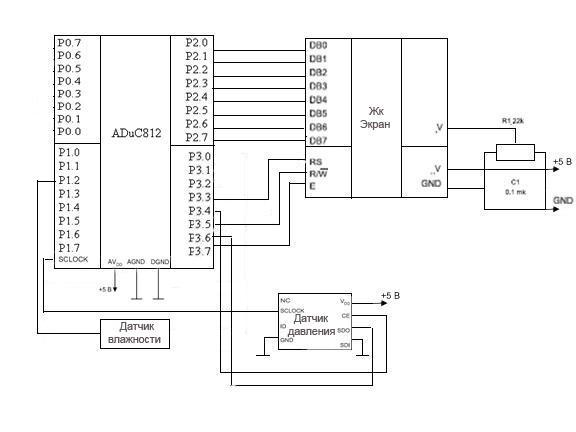 P0.7
P0.6
P0.5
P0.4
P0.3
P0.2
P0.1
P0.0
P1.0
P1.1
P1.2
P1.3
P1.4
P1.5
P1.6
P1.7
SCLOCK
ADuC812
AVDD
AGND
DGND
+5 В
P2.0
P2.1
P2.2
P2.3
P2.4
P2.5
P2.6
P2.7
P3.0
P3.1
P3.2
P3.3
P3.4
P3.5
P3.6
P3.7
DB0
DB1
DB2
DB3
DB4
DB5
DB6
DB7
RS
R/W
E
Жк
Экран
V
V
GND
R1 22k
+5 В
C1
0,1 mk
GND
Датчик
влажности
NC
SCLOCK
IO
GND
Датчик
давления
VDD
CE
SDO
SDI
+5 В